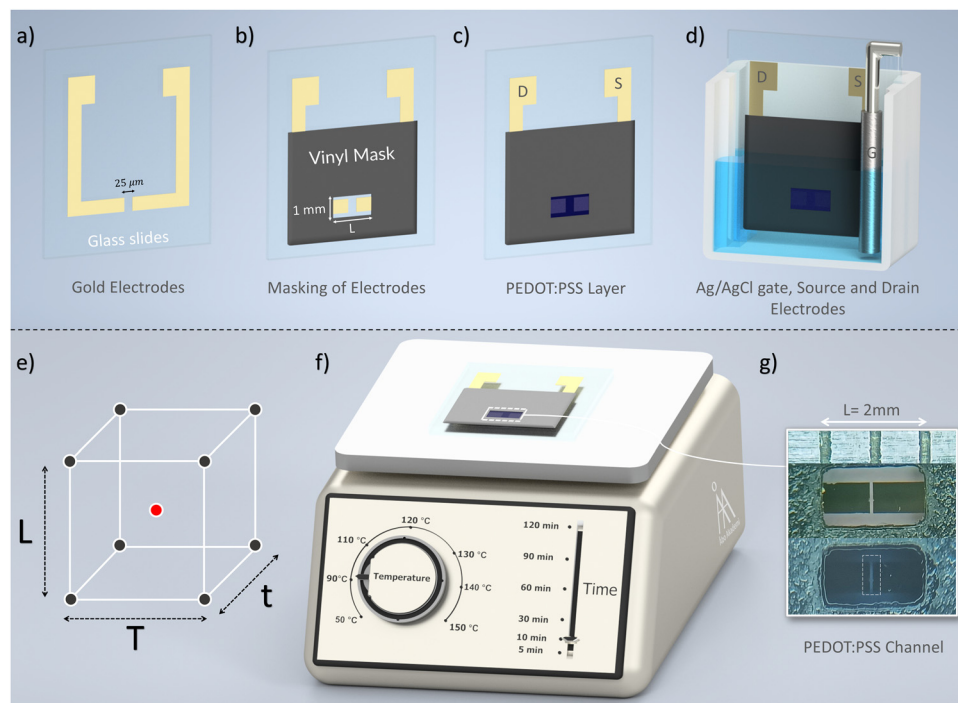 a)
25 µm
Glass slides
Gold Electrodes
b)
Vinyl Mask
1 mm
L
Masking of Electrodes
c)
D
S
PEDOT:PSS Layer
d)
D
S
G
Ag/AgCl gate, Source and Drain
Electrodes
e)
L
T
t
f)
Temperature
50 °C
90°C
110 °C
120 °C
130 °C
140 °C
150 °C
120 min
90 min
60 min
30 min
10 min
5 min
Time
g)
L= 2mm
PEDOT:PSS Channel